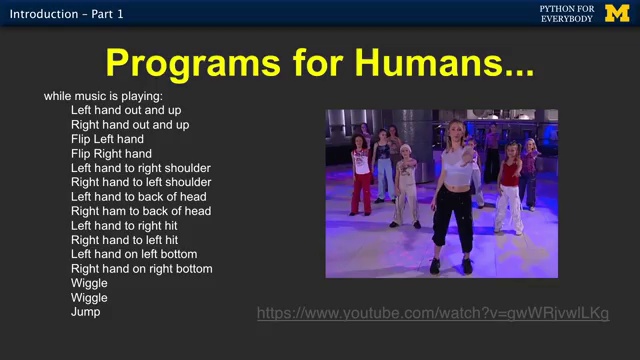 Introduction – Part 1
PYTHON FOR
EVERYBODY
M
Programs for Humans...
while music is playing:
Left hand out and up
Right hand out and up
Flip Left hand
Flip Right hand
Left hand to right shoulder
Right hand to left shoulder
Left hand to back of head
Right ham to back of head
Left hand to right hit
Right hand to left hit
Left hand on left bottom
Right hand on right bottom
Wiggle
Wiggle
Jump
https://www.youtube.com/watch?v=gwWRjvwlLKg